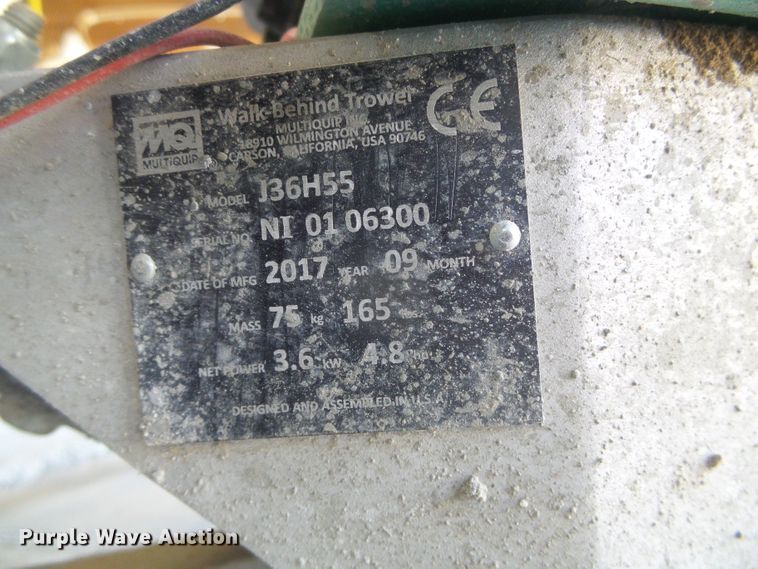 Walk-Behind Trowel
CE
MQ
MULTIQUIP
MULTIQUIP INC
18910 WILMINGTON AVENUE
CARSON, CALIFORNIA, USA 90746
MODEL J36H55
SERIAL NO. NI 01 06300
DATE OF MFG 2017 YEAR 09 MONTH
MASS 75 kg 165 lbs
NET POWER 3.6 kW 4.8 hp
DESIGNED AND ASSEMBLED IN U.S.A
Purple Wave Auction